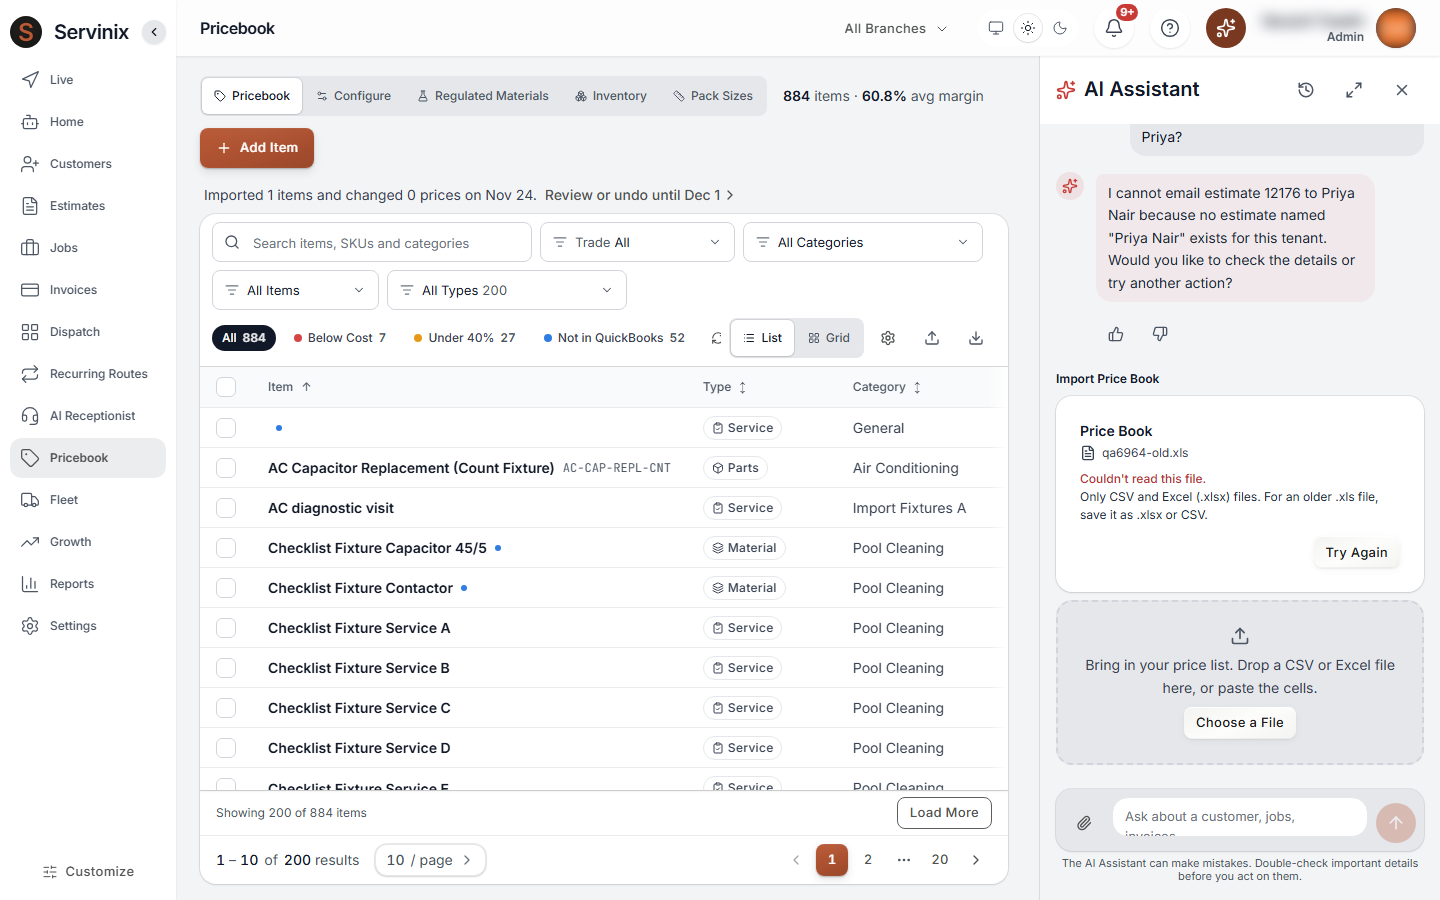 Servinix
Live
Home
Customers
Estimates
Jobs
Invoices
Dispatch
Recurring Routes
AI Receptionist
Pricebook
Fleet
Growth
Reports
Settings
Customize
Pricebook
All Branches
9+
Admin
Pricebook
Configure
Regulated Materials
Inventory
Pack Sizes
884 items · 60.8% avg margin
Add Item
Imported 1 items and changed 0 prices on Nov 24. Review or undo until Dec 1
Search items, SKUs and categories
Trade All
All Categories
All Items
All Types 200
All 884
Below Cost 7
Under 40% 27
Not in QuickBooks 52
List
Grid
Item
Type
Category
Service
General
AC Capacitor Replacement (Count Fixture) AC-CAP-REPL-CNT
Parts
Air Conditioning
AC diagnostic visit
Service
Import Fixtures A
Checklist Fixture Capacitor 45/5
Material
Pool Cleaning
Checklist Fixture Contactor
Material
Pool Cleaning
Checklist Fixture Service A
Service
Pool Cleaning
Checklist Fixture Service B
Service
Pool Cleaning
Checklist Fixture Service C
Service
Pool Cleaning
Checklist Fixture Service D
Service
Pool Cleaning
Checklist Fixture Service E
Service
Pool Cleaning
Showing 200 of 884 items
Load More
1 – 10 of 200 results
10 / page
1
2
•••
20
AI Assistant
Priya?
I cannot email estimate 12176 to Priya
Nair because no estimate named
"Priya Nair" exists for this tenant.
Would you like to check the details or
try another action?
Import Price Book
Price Book
qa6964-old.xls
Couldn't read this file.
Only CSV and Excel (.xlsx) files. For an older .xls file,
save it as .xlsx or CSV.
Try Again
Bring in your price list. Drop a CSV or Excel file
here, or paste the cells.
Choose a File
Ask about a customer, jobs,
invoices
The AI Assistant can make mistakes. Double-check important details
before you act on them.